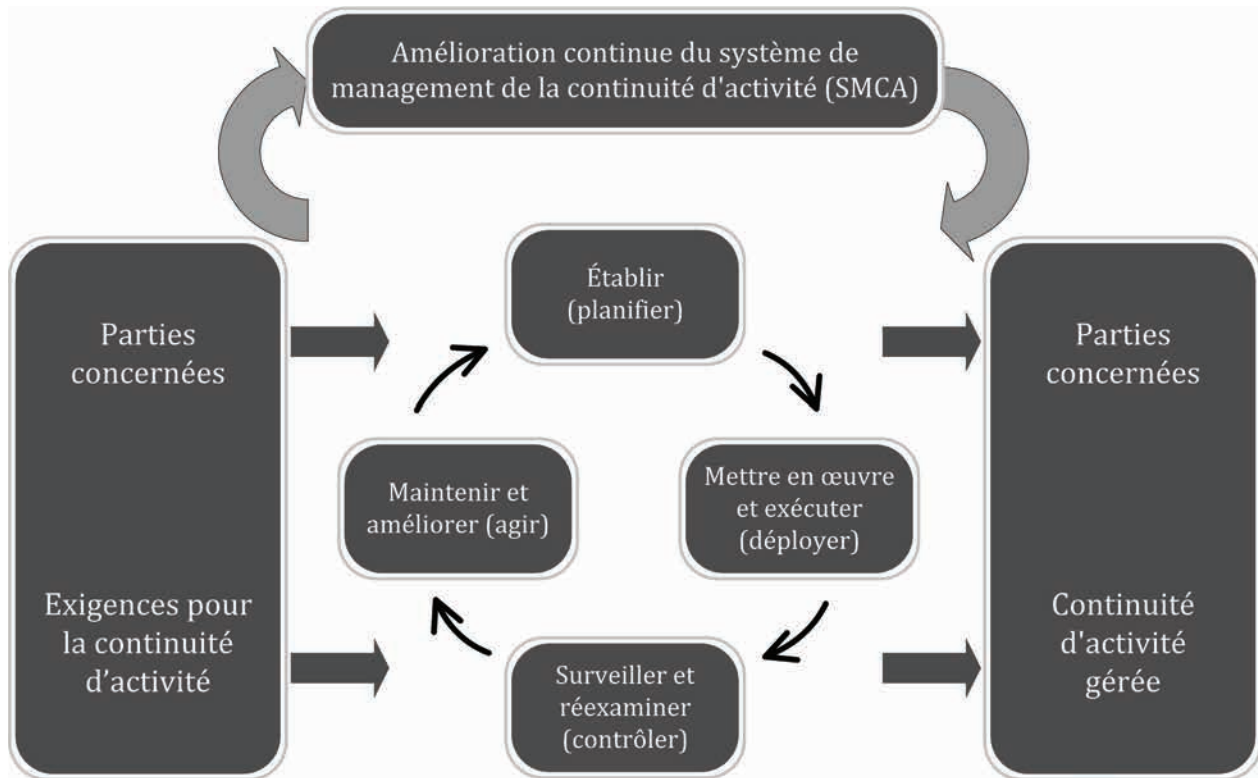 Amélioration continue du système de
management de la continuité d'activité (SMCA)
Établir
(planifier)
Parties
concernées
Parties
concernées
Maintenir et
améliorer (agir)
Mettre en œuvre
et exécuter
(déployer)
Exigences pour
la continuité
d’activité
Surveiller et
réexaminer
(contrôler)
Continuité
d'activité
gérée